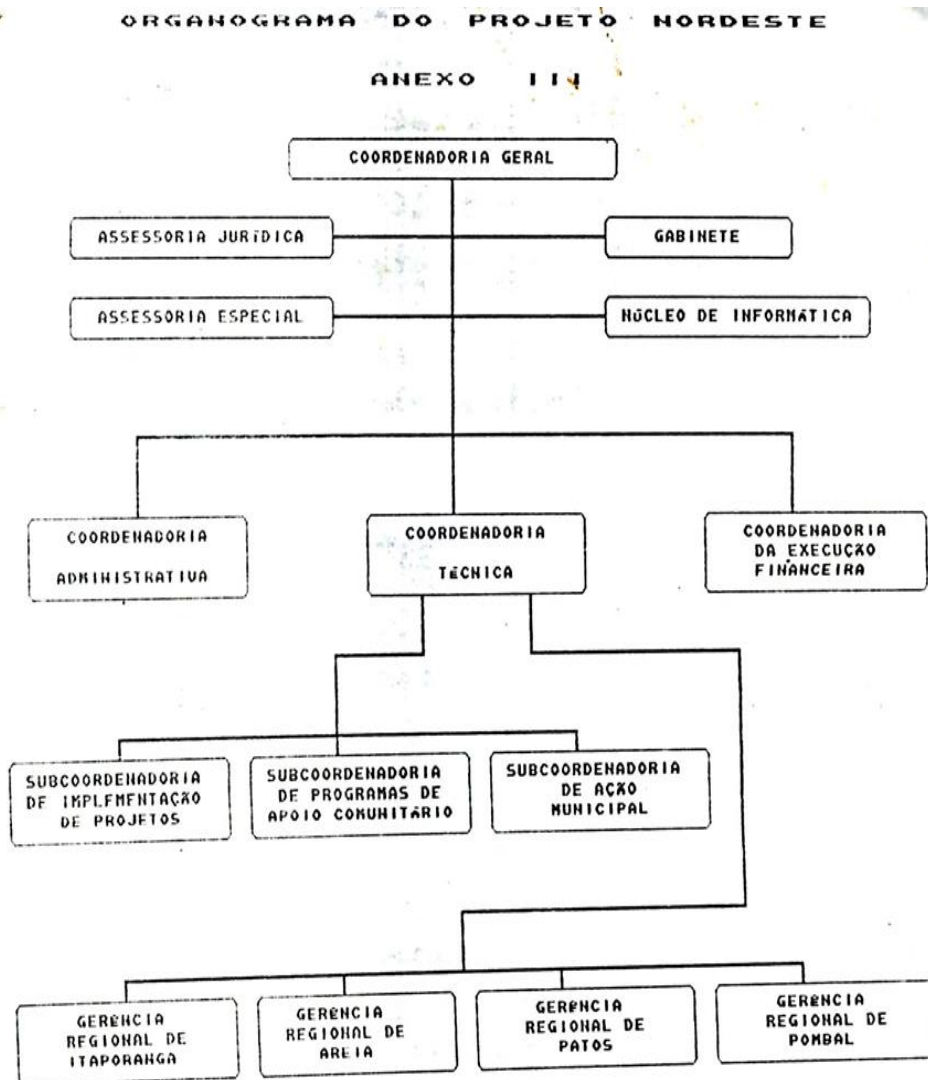 ORGANOGRAMA DO PROJETO NORDESTE
ANEXO III
COORDENADORIA GERAL
ASSESSORIA JURÍDICA
GABINETE
ASSESSORIA ESPECIAL
NÚCLEO DE INFORMÁTICA
COORDENADORIA
ADMINISTRATIVA
COORDENADORIA
TÉCNICA
COORDENADORIA
DA EXECUÇÃO
FINANCEIRA
SUBCOORDENADORIA
DE IMPLEMENTAÇÃO
DE PROJETOS
SUBCOORDENADORIA
DE PROGRAMAS DE
APOIO COMUNITÁRIO
SUBCOORDENADORIA
DE AÇÃO
MUNICIPAL
GERÊNCIA
REGIONAL DE
ITAPORANGA
GERÊNCIA
REGIONAL DE
AREIA
GERÊNCIA
REGIONAL DE
PATOS
GERÊNCIA
REGIONAL DE
POMBAL